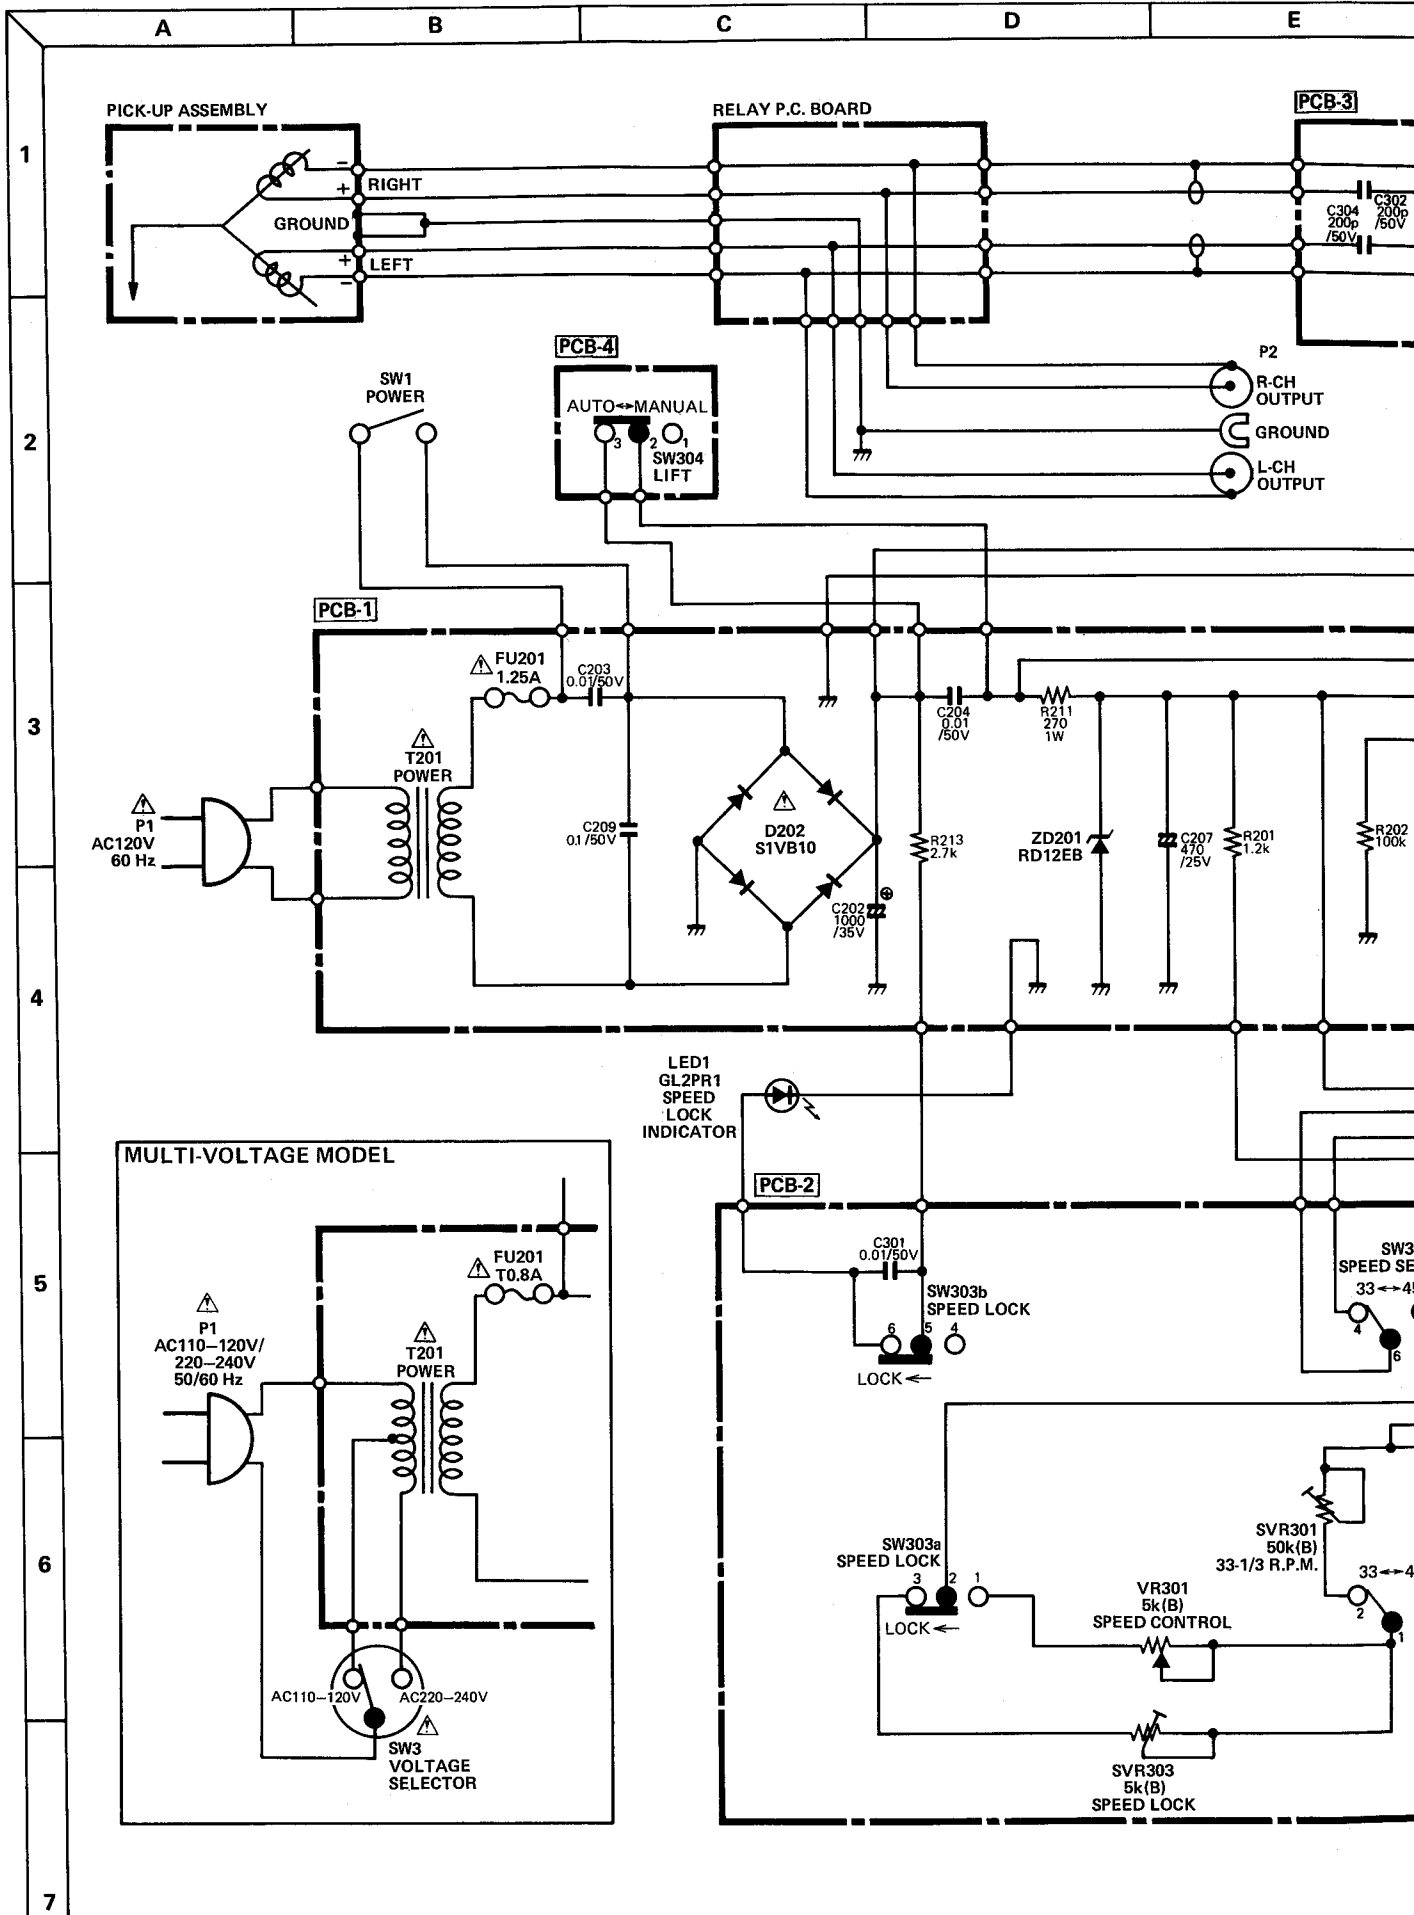 A B C D E
1
2
3
4
5
6
7
PICK-UP ASSEMBLY
− RIGHT
+
GROUND
+ LEFT
−
RELAY P.C. BOARD
PCB-3
C302
200p
/50V
C304
200p
/50V
P2
R-CH
OUTPUT
GROUND
L-CH
OUTPUT
SW1
POWER
PCB-4
AUTO↔MANUAL
3 2 1
SW304
LIFT
PCB-1
FU201
1.25A
C203
0.01/50V
T201
POWER
P1
AC120V
60 Hz
C209
0.1/50V
D202
S1VB10
C202
1000
/35V
C204
0.01
/50V
R211
270
1W
R213
2.7k
ZD201
RD12EB
C207
470
/25V
R201
1.2k
R202
100k
LED1
GL2PR1
SPEED
LOCK
INDICATOR
MULTI-VOLTAGE MODEL
FU201
T0.8A
P1
AC110–120V/
220–240V
50/60 Hz
T201
POWER
AC110–120V
AC220–240V
SW3
VOLTAGE
SELECTOR
PCB-2
C301
0.01/50V
SW303b
SPEED LOCK
6 5 4
LOCK ←
SW3
SPEED SE
33↔45
4
6
SW303a
SPEED LOCK
3 2 1
LOCK ←
VR301
5k(B)
SPEED CONTROL
SVR301
50k(B)
33-1/3 R.P.M.
33↔4
2
1
SVR303
5k(B)
SPEED LOCK